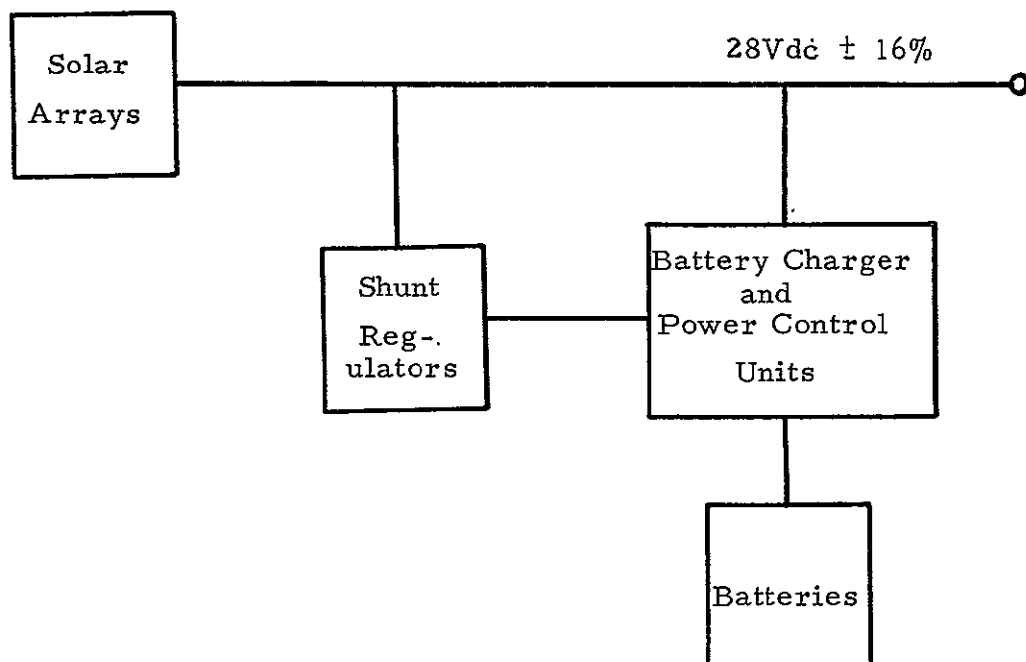 Solar
Arrays
28Vdc ± 16%
Shunt
Reg-
ulators
Battery Charger
and
Power Control
Units
Batteries